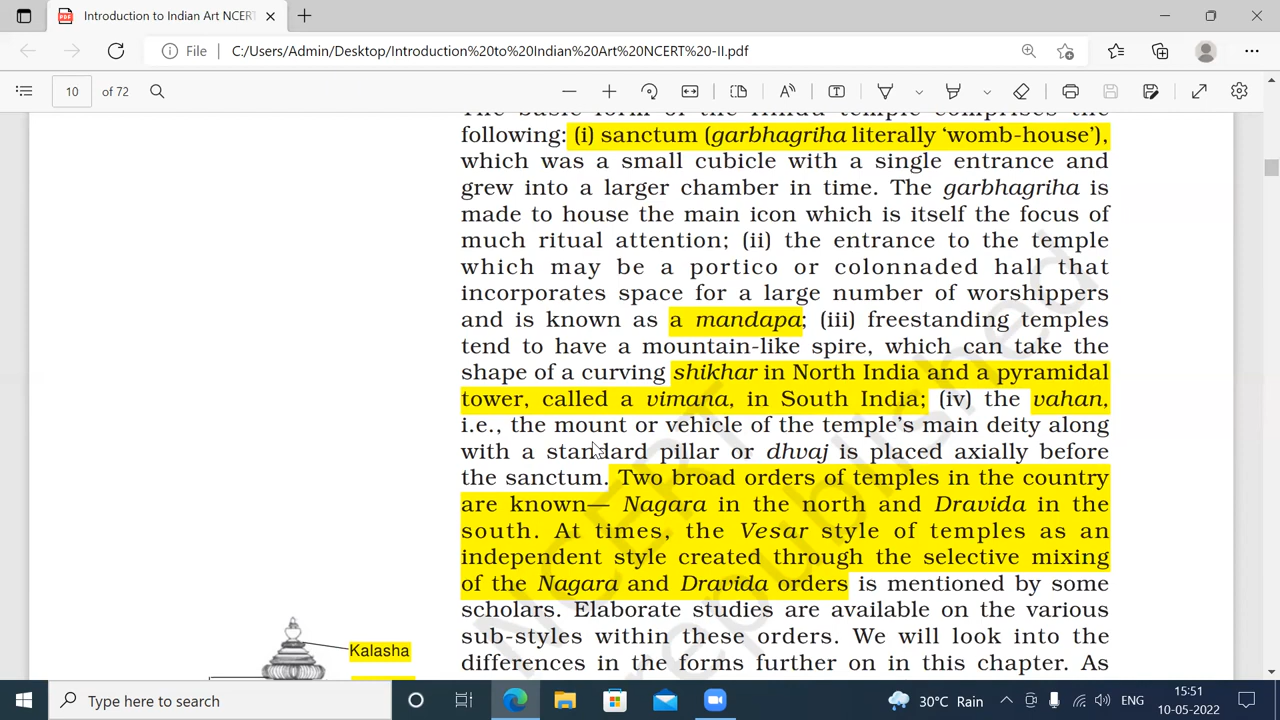 Introduction to Indian Art NCERT
File
C:/Users/Admin/Desktop/Introduction%20to%20Indian%20Art%20NCERT%20-II.pdf
10 of 72
The basic form of the Hindu temple comprises the
following: (i) sanctum (garbhagriha literally ‘womb-house’),
which was a small cubicle with a single entrance and
grew into a larger chamber in time. The garbhagriha is
made to house the main icon which is itself the focus of
much ritual attention; (ii) the entrance to the temple
which may be a portico or colonnaded hall that
incorporates space for a large number of worshippers
and is known as a mandapa; (iii) freestanding temples
tend to have a mountain-like spire, which can take the
shape of a curving shikhar in North India and a pyramidal
tower, called a vimana, in South India; (iv) the vahan,
i.e., the mount or vehicle of the temple’s main deity along
with a standard pillar or dhvaj is placed axially before
the sanctum. Two broad orders of temples in the country
are known— Nagara in the north and Dravida in the
south. At times, the Vesar style of temples as an
independent style created through the selective mixing
of the Nagara and Dravida orders is mentioned by some
scholars. Elaborate studies are available on the various
sub-styles within these orders. We will look into the
differences in the forms further on in this chapter. As
Kalasha
NCERT
republished
Type here to search
30°C Rain
ENG
15:51
10-05-2022